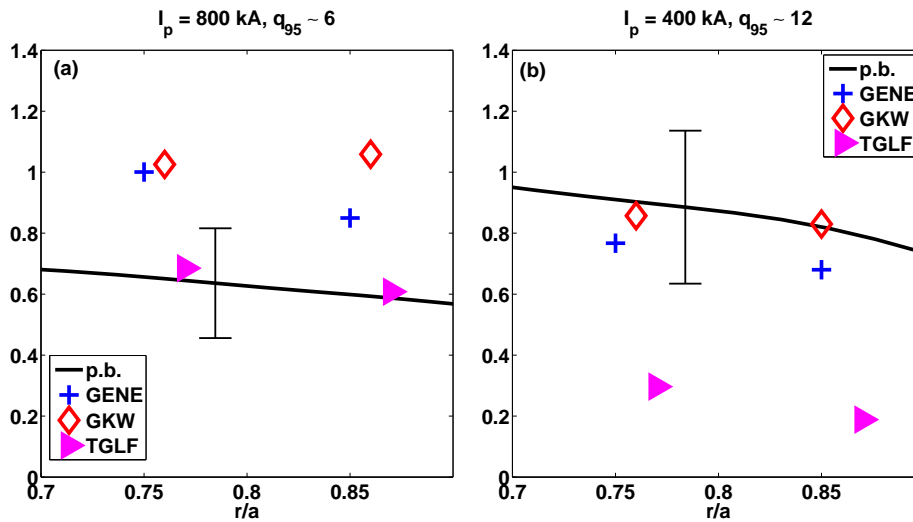 I_p = 800 kA, q_95 ~ 6
(a)
1.4
1.2
1
0.8
0.6
0.4
0.2
0
p.b.
GENE
GKW
TGLF
0.7 0.75 0.8 0.85
r/a
I_p = 400 kA, q_95 ~ 12
(b)
1.4
1.2
1
0.8
0.6
0.4
0.2
0
p.b.
GENE
GKW
TGLF
0.7 0.75 0.8 0.85
r/a